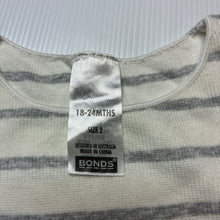 18-24MTHS
SIZE 2
DESIGNED IN AUSTRALIA
MADE IN CHINA
BONDS